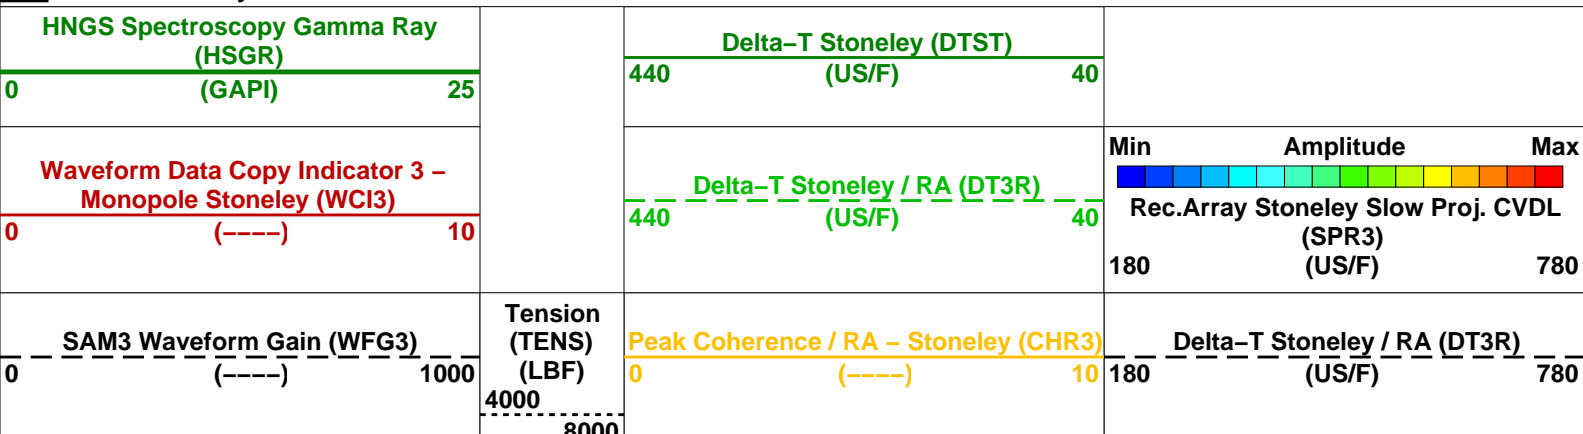 HNGS Spectroscopy Gamma Ray
(HSGR)
0 (GAPI) 25
Delta–T Stoneley (DTST)
440 (US/F) 40
Waveform Data Copy Indicator 3 –
Monopole Stoneley (WCI3)
0 (––––) 10
Delta–T Stoneley / RA (DT3R)
440 (US/F) 40
Min Amplitude Max
Rec.Array Stoneley Slow Proj. CVDL
(SPR3)
180 (US/F) 780
SAM3 Waveform Gain (WFG3)
0 (––––) 1000
Tension
(TENS)
(LBF)
4000
8000
Peak Coherence / RA – Stoneley (CHR3)
0 (––––) 10
Delta–T Stoneley / RA (DT3R)
180 (US/F) 780